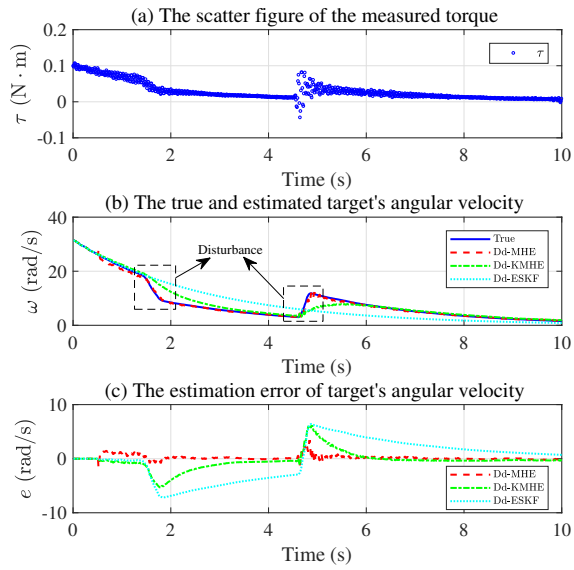 (a) The scatter figure of the measured torque
τ (N · m)
0.2
0.1
0
-0.1
τ
0 2 4 6 8 10
Time (s)
(b) The true and estimated target's angular velocity
ω (rad/s)
40
20
0
Disturbance
True
Dd-MHE
Dd-KMHE
Dd-ESKF
0 2 4 6 8 10
Time (s)
(c) The estimation error of target's angular velocity
e (rad/s)
10
0
-10
Dd-MHE
Dd-KMHE
Dd-ESKF
0 2 4 6 8 10
Time (s)